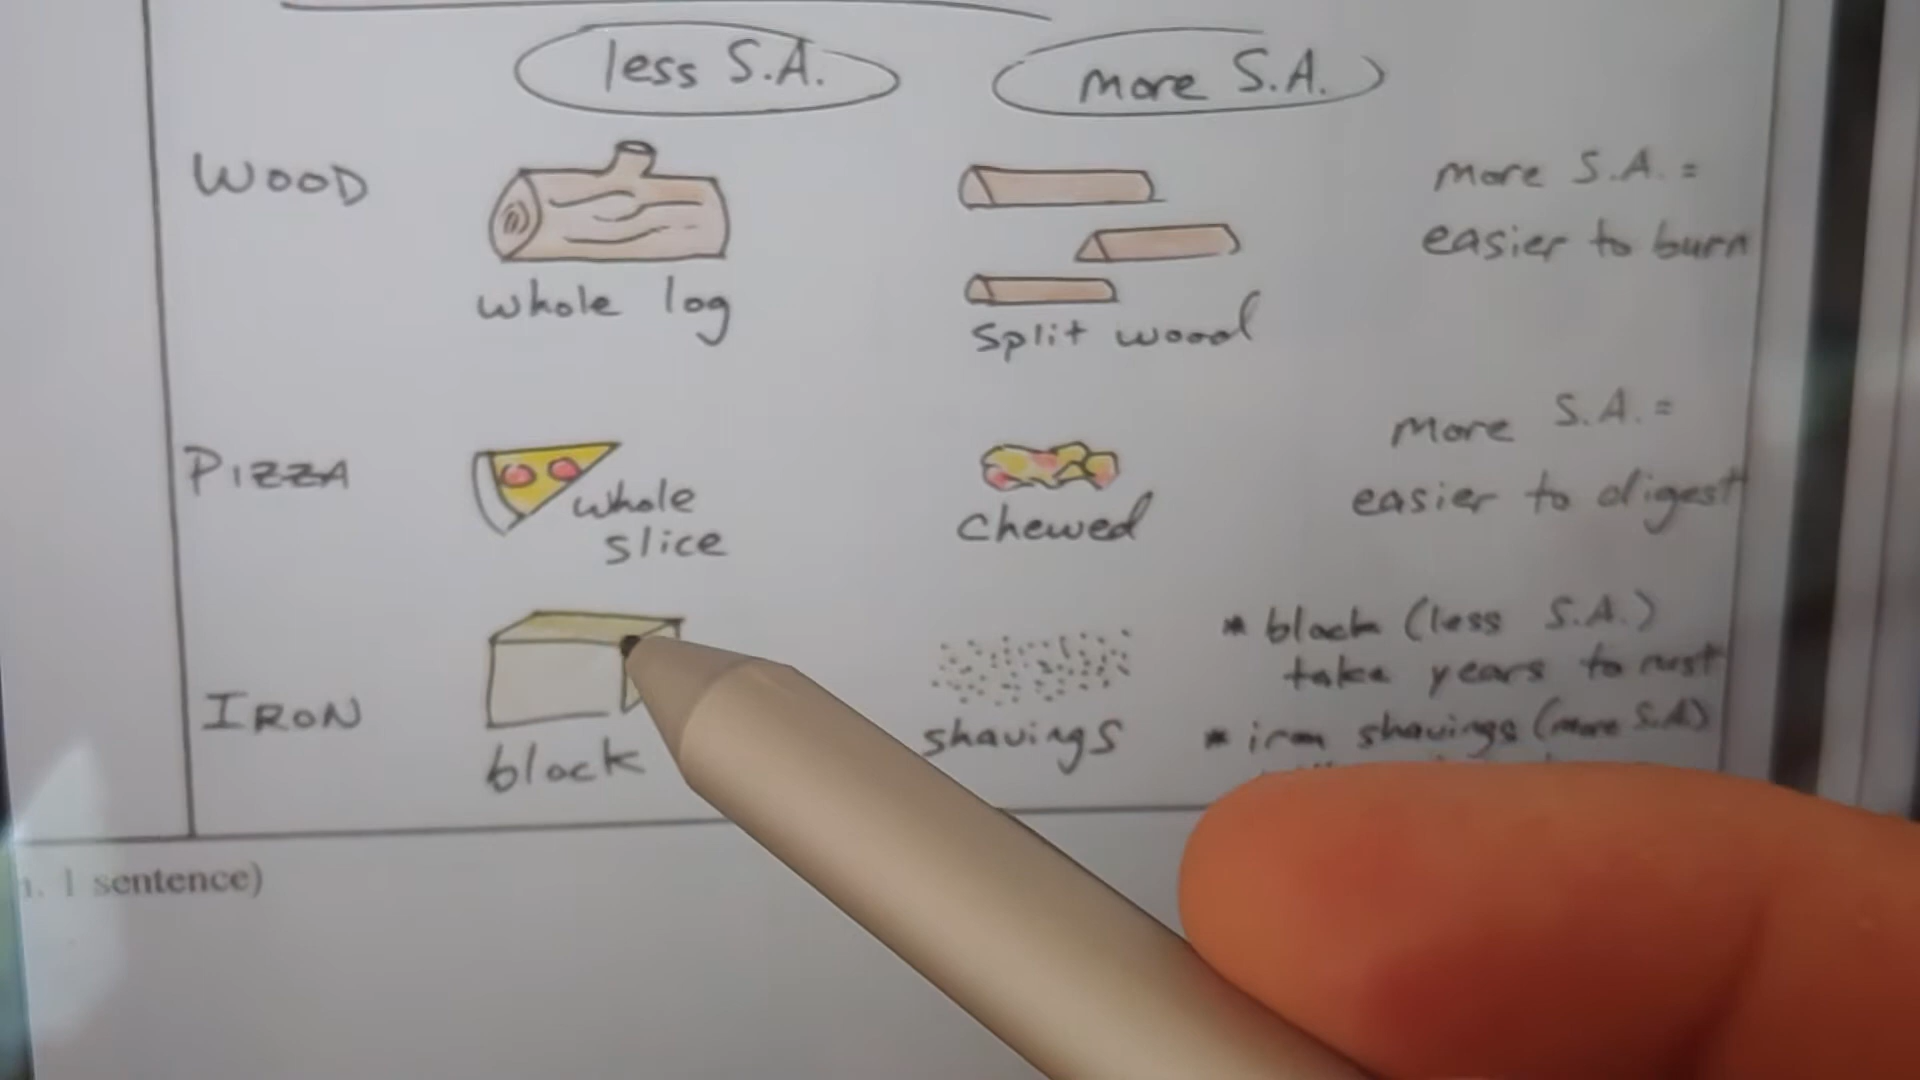 less S.A.
more S.A.
WOOD
whole log
split wood
more S.A. =
easier to burn
PIZZA
whole
slice
chewed
more S.A. =
easier to digest
IRON
block
shavings
* block (less S.A.)
take years to rust
* iron shavings (more S.A)
1 sentence)